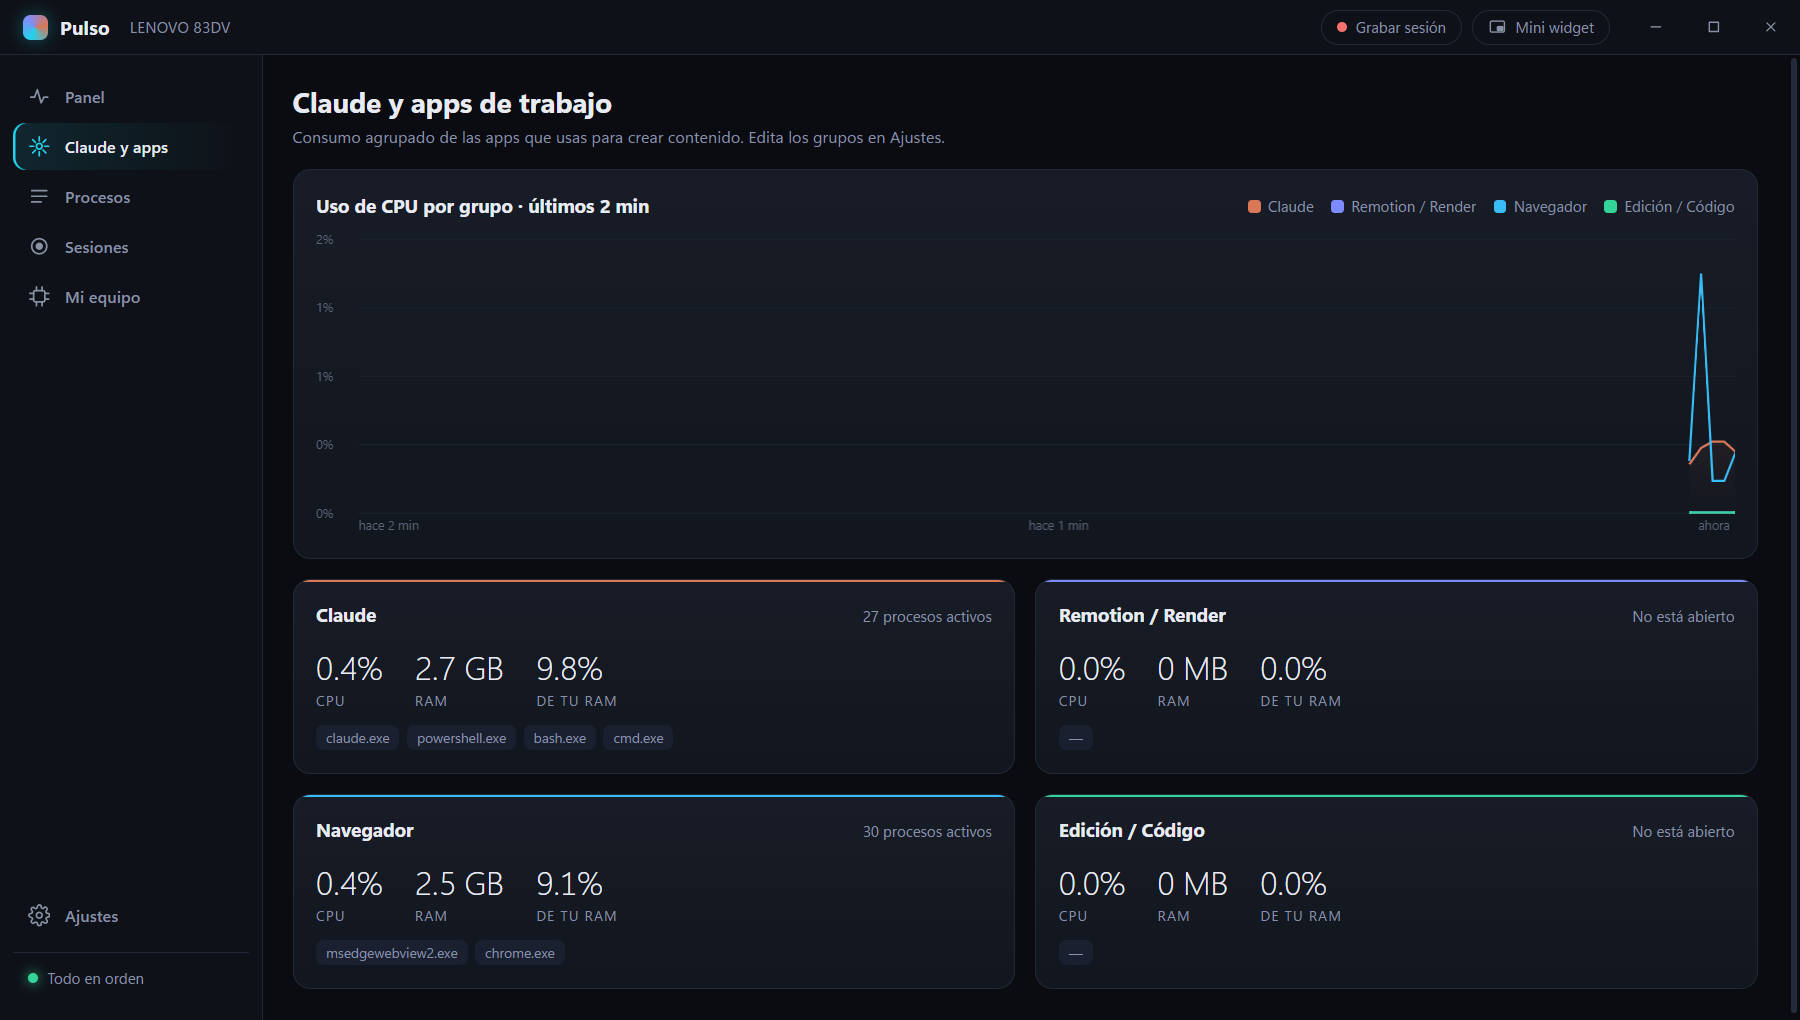 Pulso LENOVO 83DV Grabar sesión Mini widget
Panel
Claude y apps
Procesos
Sesiones
Mi equipo
Ajustes
Todo en orden
Claude y apps de trabajo
Consumo agrupado de las apps que usas para crear contenido. Edita los grupos en Ajustes.
Uso de CPU por grupo · últimos 2 min
Claude Remotion / Render Navegador Edición / Código
2%
1%
1%
0%
0%
hace 2 min hace 1 min ahora
Claude 27 procesos activos
0.4% 2.7 GB 9.8%
CPU RAM DE TU RAM
claude.exe powershell.exe bash.exe cmd.exe
Remotion / Render No está abierto
0.0% 0 MB 0.0%
CPU RAM DE TU RAM
—
Navegador 30 procesos activos
0.4% 2.5 GB 9.1%
CPU RAM DE TU RAM
msedgewebview2.exe chrome.exe
Edición / Código No está abierto
0.0% 0 MB 0.0%
CPU RAM DE TU RAM
—